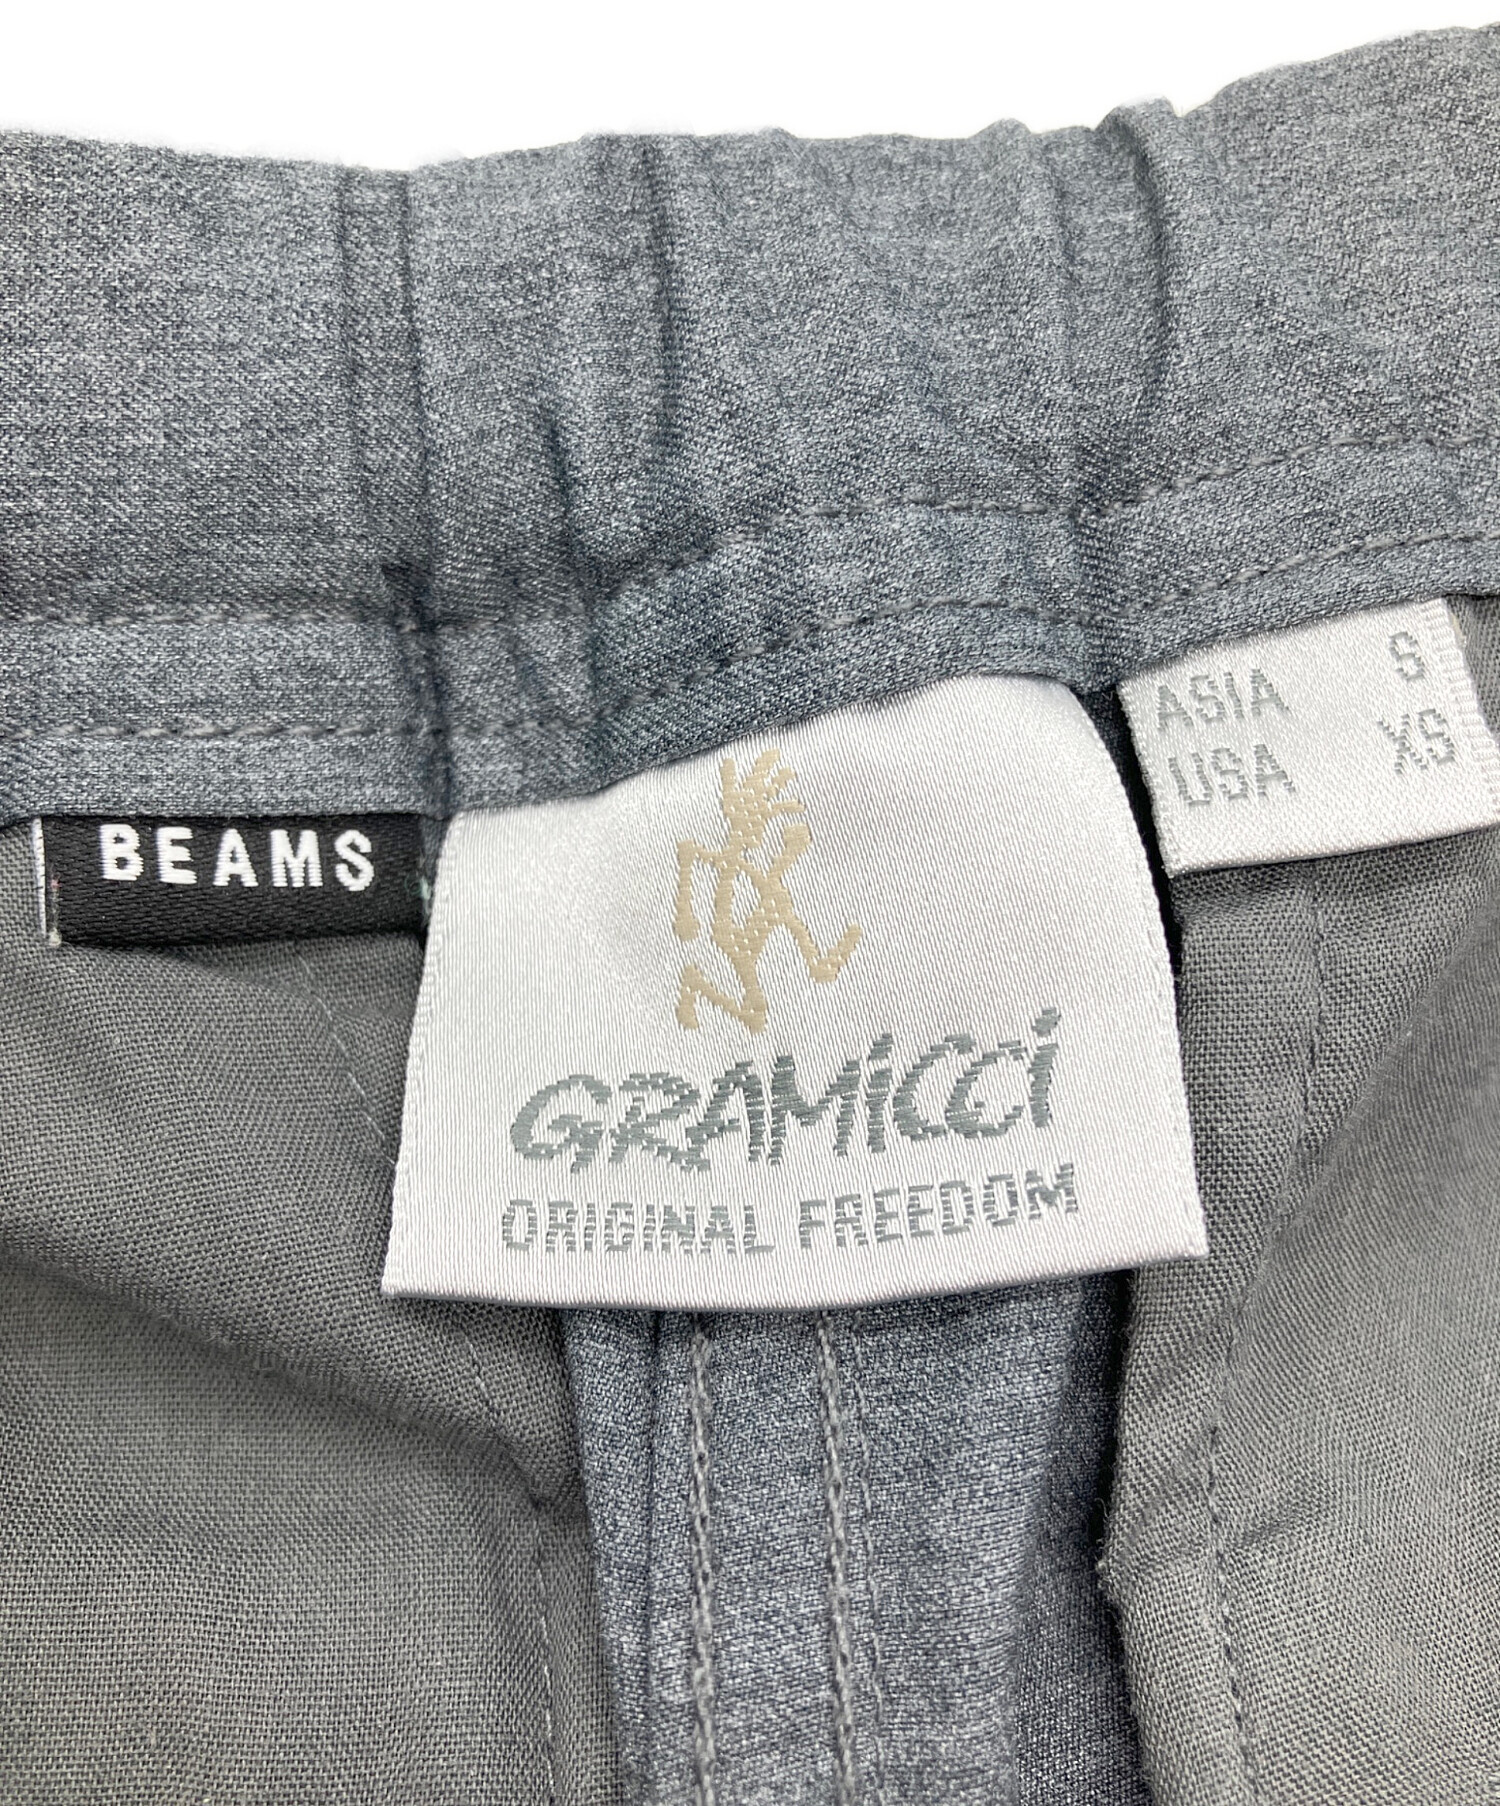 BEAMS
GRAMicci
ORIGINAL FREEDOM
ASIA S
USA XS